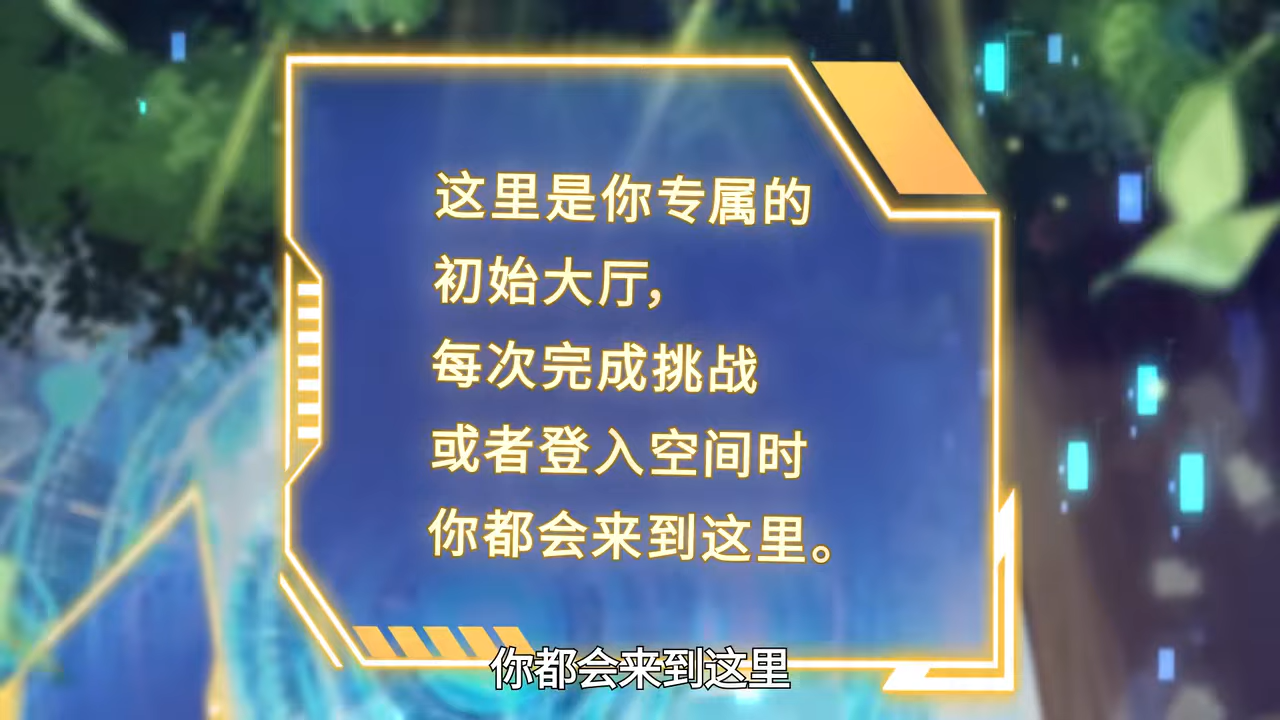 这里是你专属的
初始大厅,
每次完成挑战
或者登入空间时
你都会来到这里。
你都会来到这里